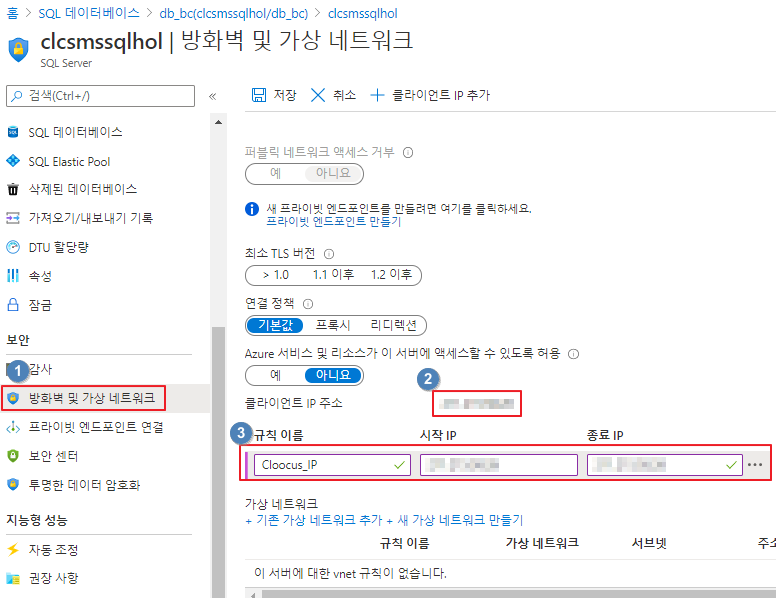 홈 > SQL 데이터베이스 > db_bc(clcsmssqlhol/db_bc) > clcsmssqlhol
clcsmssqlhol | 방화벽 및 가상 네트워크
SQL Server
검색(Ctrl+/)
«
저장
취소
클라이언트 IP 추가
SQL 데이터베이스
SQL Elastic Pool
삭제된 데이터베이스
가져오기/내보내기 기록
DTU 할당량
속성
잠금
보안
1
감사
방화벽 및 가상 네트워크
프라이빗 엔드포인트 연결
보안 센터
투명한 데이터 암호화
지능형 성능
자동 조정
권장 사항
퍼블릭 네트워크 액세스 거부
예 아니요
새 프라이빗 엔드포인트를 만들려면 여기를 클릭하세요.
프라이빗 엔드포인트 만들기
최소 TLS 버전
> 1.0 1.1 이후 1.2 이후
연결 정책
기본값 프록시 리디렉션
Azure 서비스 및 리소스가 이 서버에 액세스할 수 있도록 허용
예 아니요
2
클라이언트 IP 주소
3
규칙 이름 시작 IP 종료 IP
Cloocus_IP
가상 네트워크
+ 기존 가상 네트워크 추가 + 새 가상 네트워크 만들기
규칙 이름 가상 네트워크 서브넷 주소
이 서버에 대한 vnet 규칙이 없습니다.